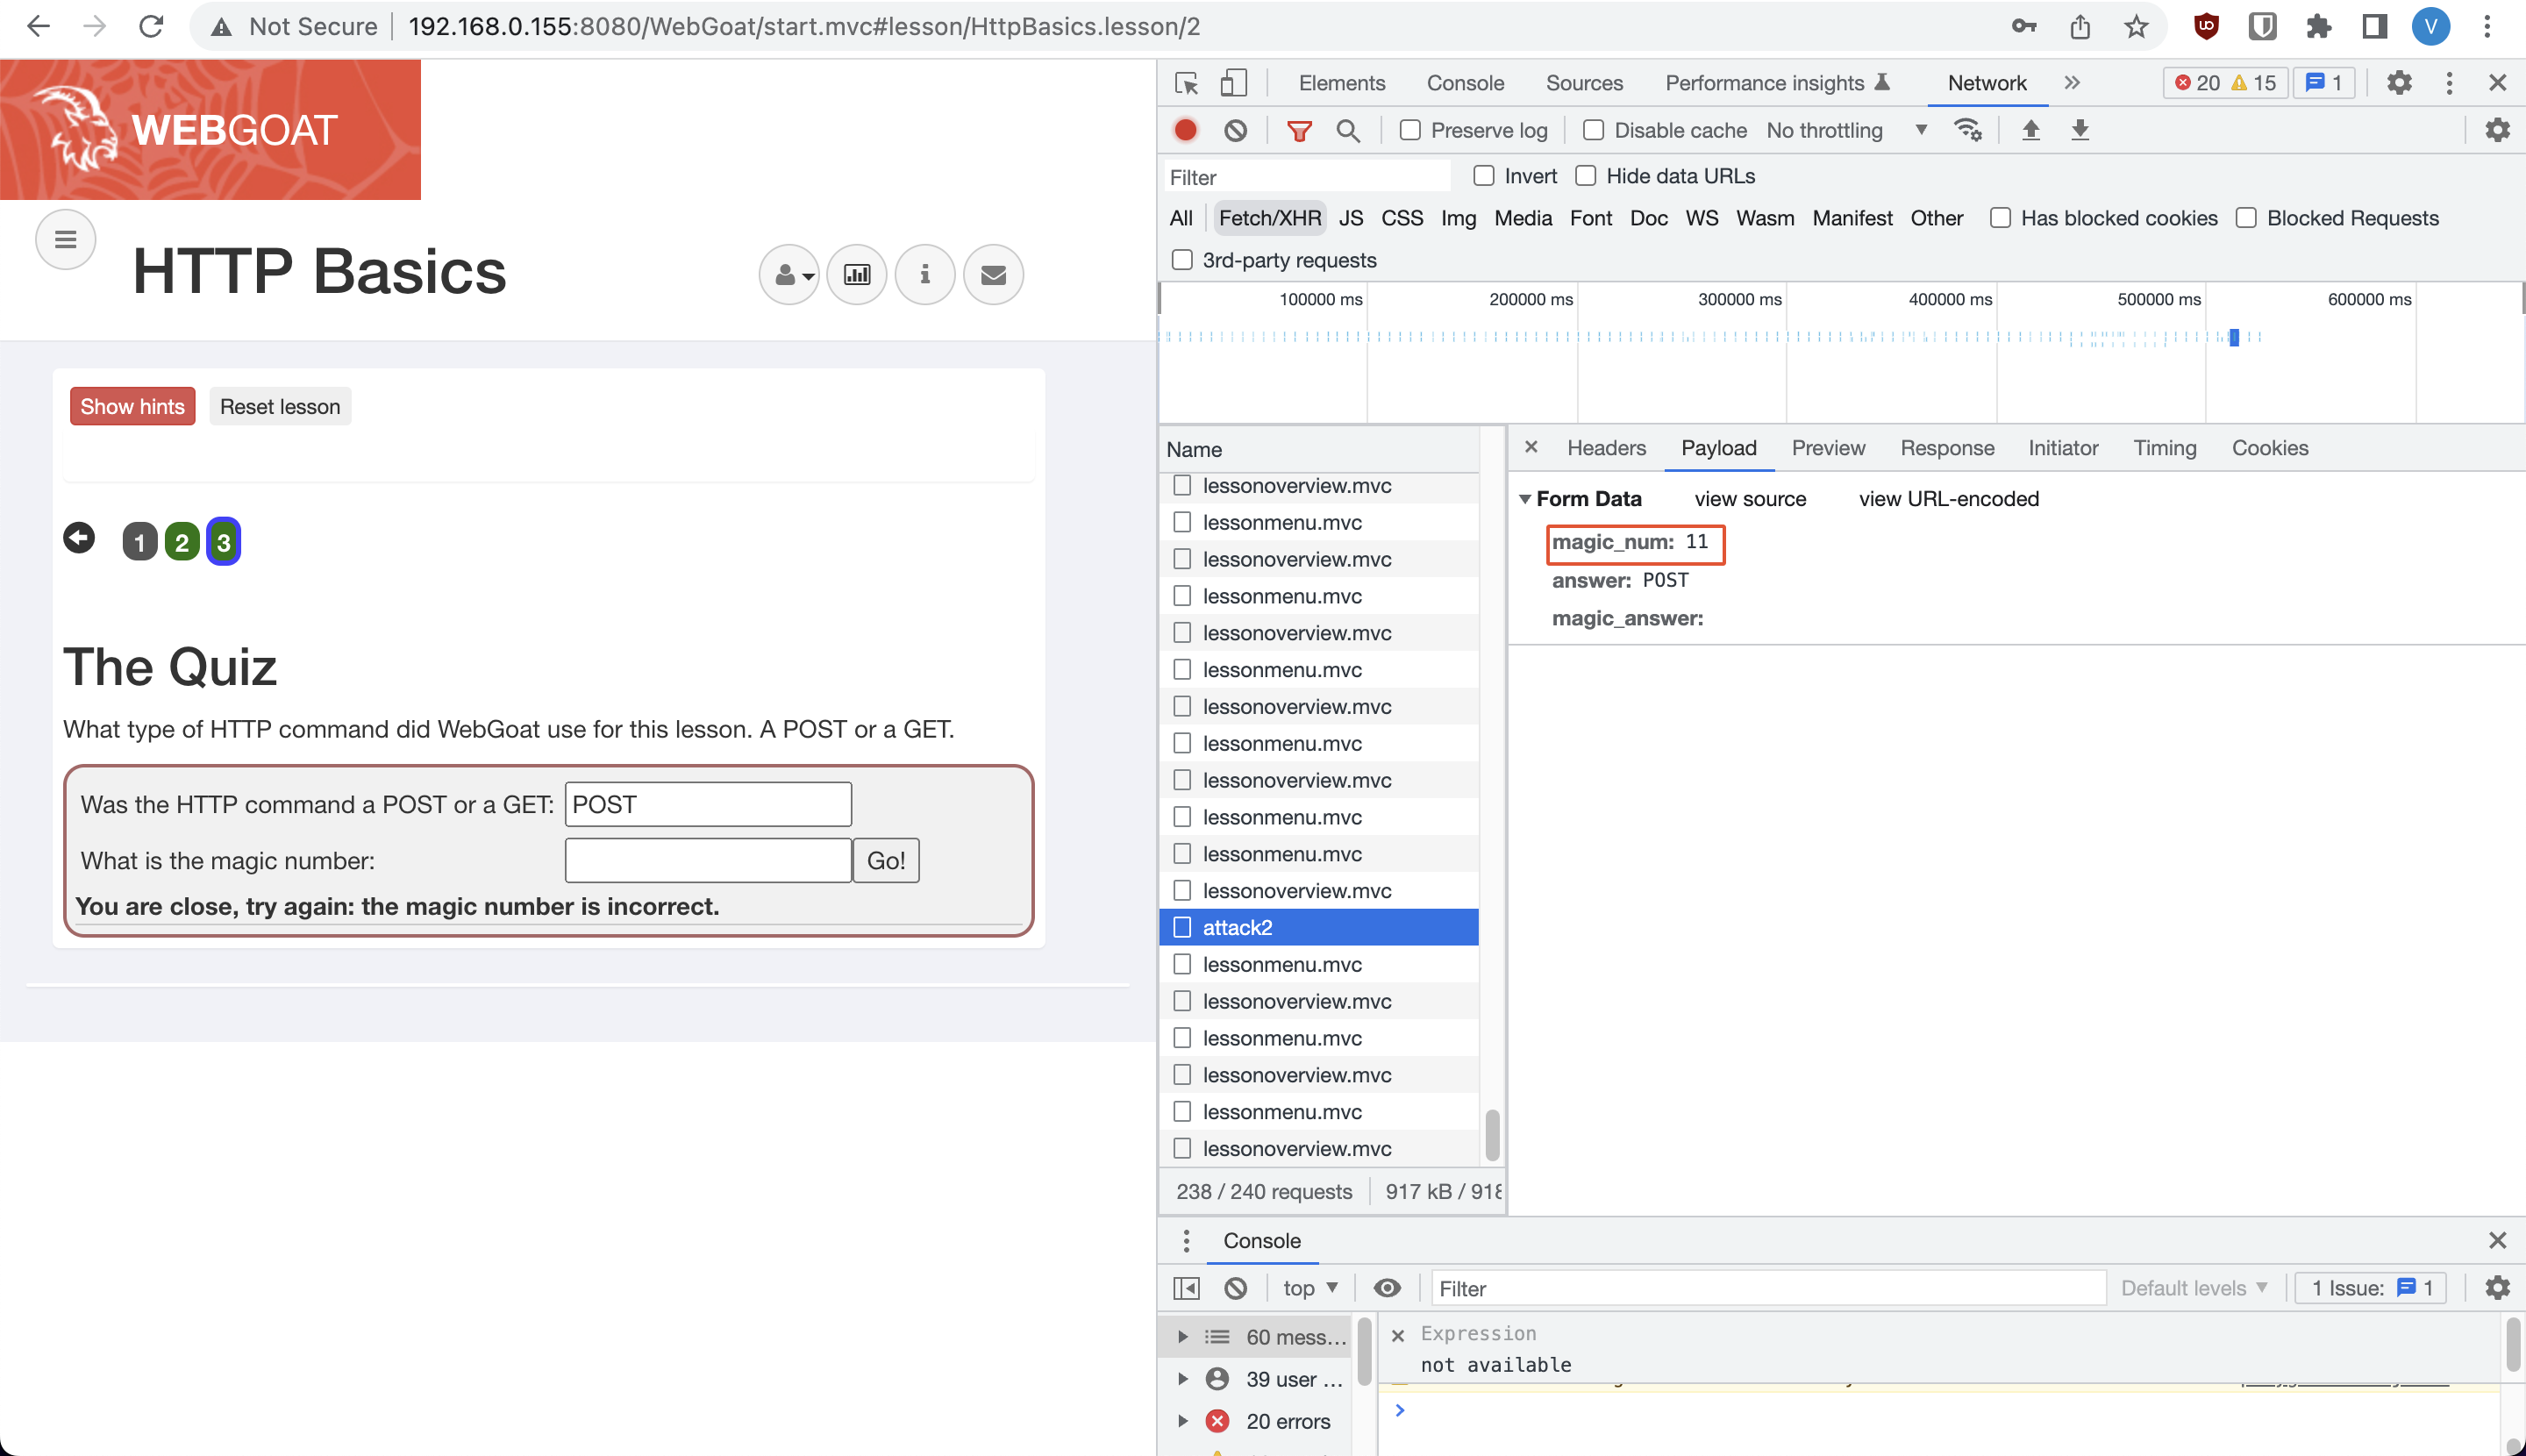 Not Secure 192.168.0.155:8080/WebGoat/start.mvc#lesson/HttpBasics.lesson/2
V
WEBGOAT
HTTP Basics
Show hints Reset lesson
1 2 3
The Quiz
What type of HTTP command did WebGoat use for this lesson. A POST or a GET.
Was the HTTP command a POST or a GET: POST
What is the magic number: Go!
You are close, try again: the magic number is incorrect.
Elements Console Sources Performance insights Network 20 15 1
Preserve log Disable cache No throttling
Filter Invert Hide data URLs
All Fetch/XHR JS CSS Img Media Font Doc WS Wasm Manifest Other Has blocked cookies Blocked Requests
3rd-party requests
100000 ms 200000 ms 300000 ms 400000 ms 500000 ms 600000 ms
Name
lessonoverview.mvc
lessonmenu.mvc
lessonoverview.mvc
lessonmenu.mvc
lessonoverview.mvc
lessonmenu.mvc
lessonoverview.mvc
lessonmenu.mvc
lessonoverview.mvc
lessonmenu.mvc
lessonmenu.mvc
lessonoverview.mvc
attack2
lessonmenu.mvc
lessonoverview.mvc
lessonmenu.mvc
lessonoverview.mvc
lessonmenu.mvc
lessonoverview.mvc
238 / 240 requests 917 kB / 918
Headers Payload Preview Response Initiator Timing Cookies
Form Data view source view URL-encoded
magic_num: 11
answer: POST
magic_answer:
Console
top Filter Default levels 1 Issue: 1
60 mess…
39 user …
20 errors
Expression
not available